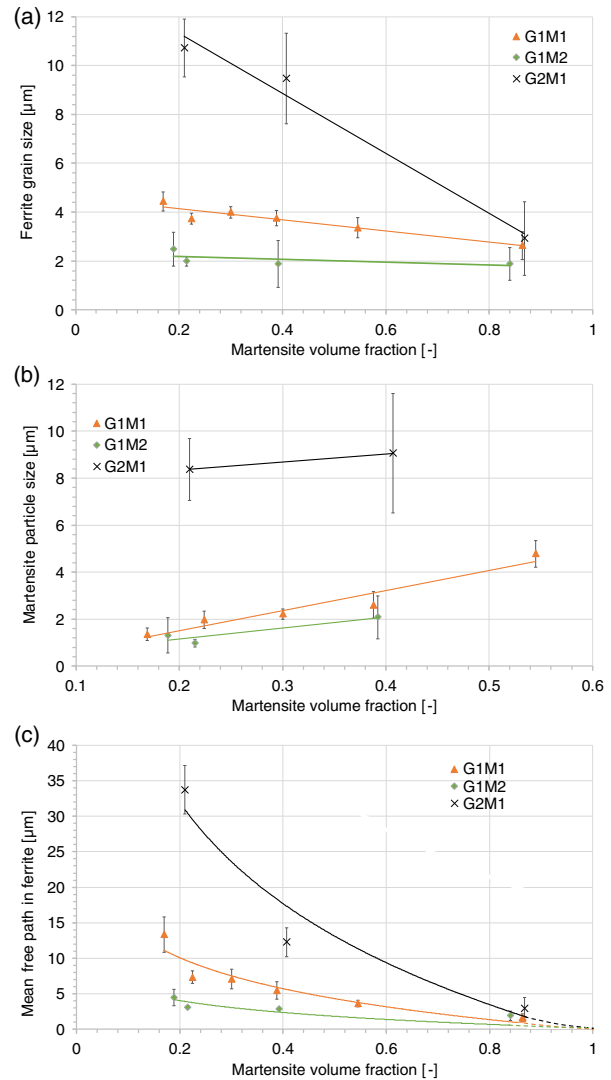 (a)
12
10
8
6
4
2
0
Ferrite grain size [µm]
G1M1
G1M2
G2M1
0 0.2 0.4 0.6 0.8 1
Martensite volume fraction [-]
(b)
12
10
8
6
4
2
0
Martensite particle size [µm]
G1M1
G1M2
G2M1
0.1 0.2 0.3 0.4 0.5 0.6
Martensite volume fraction [-]
(c)
40
35
30
25
20
15
10
5
0
Mean free path in ferrite [µm]
G1M1
G1M2
G2M1
0 0.2 0.4 0.6 0.8 1
Martensite volume fraction [-]